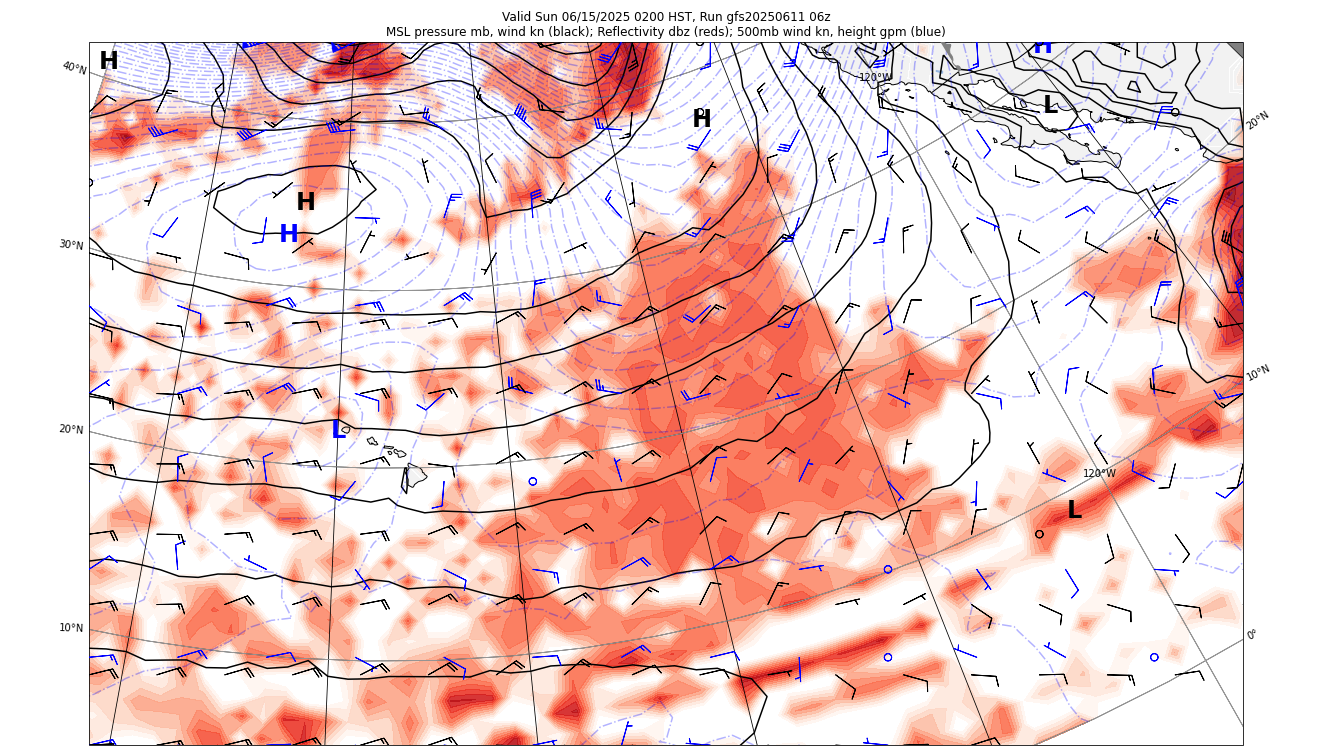 Valid Sun 06/15/2025 0200 HST, Run gfs20250611 06z
MSL pressure mb, wind kn (black); Reflectivity dbz (reds); 500mb wind kn, height gpm (blue)
H
H
40°N
120°W
L
H
20°N
H
H
30°N
10°N
20°N
L
120°W
L
10°N
0°